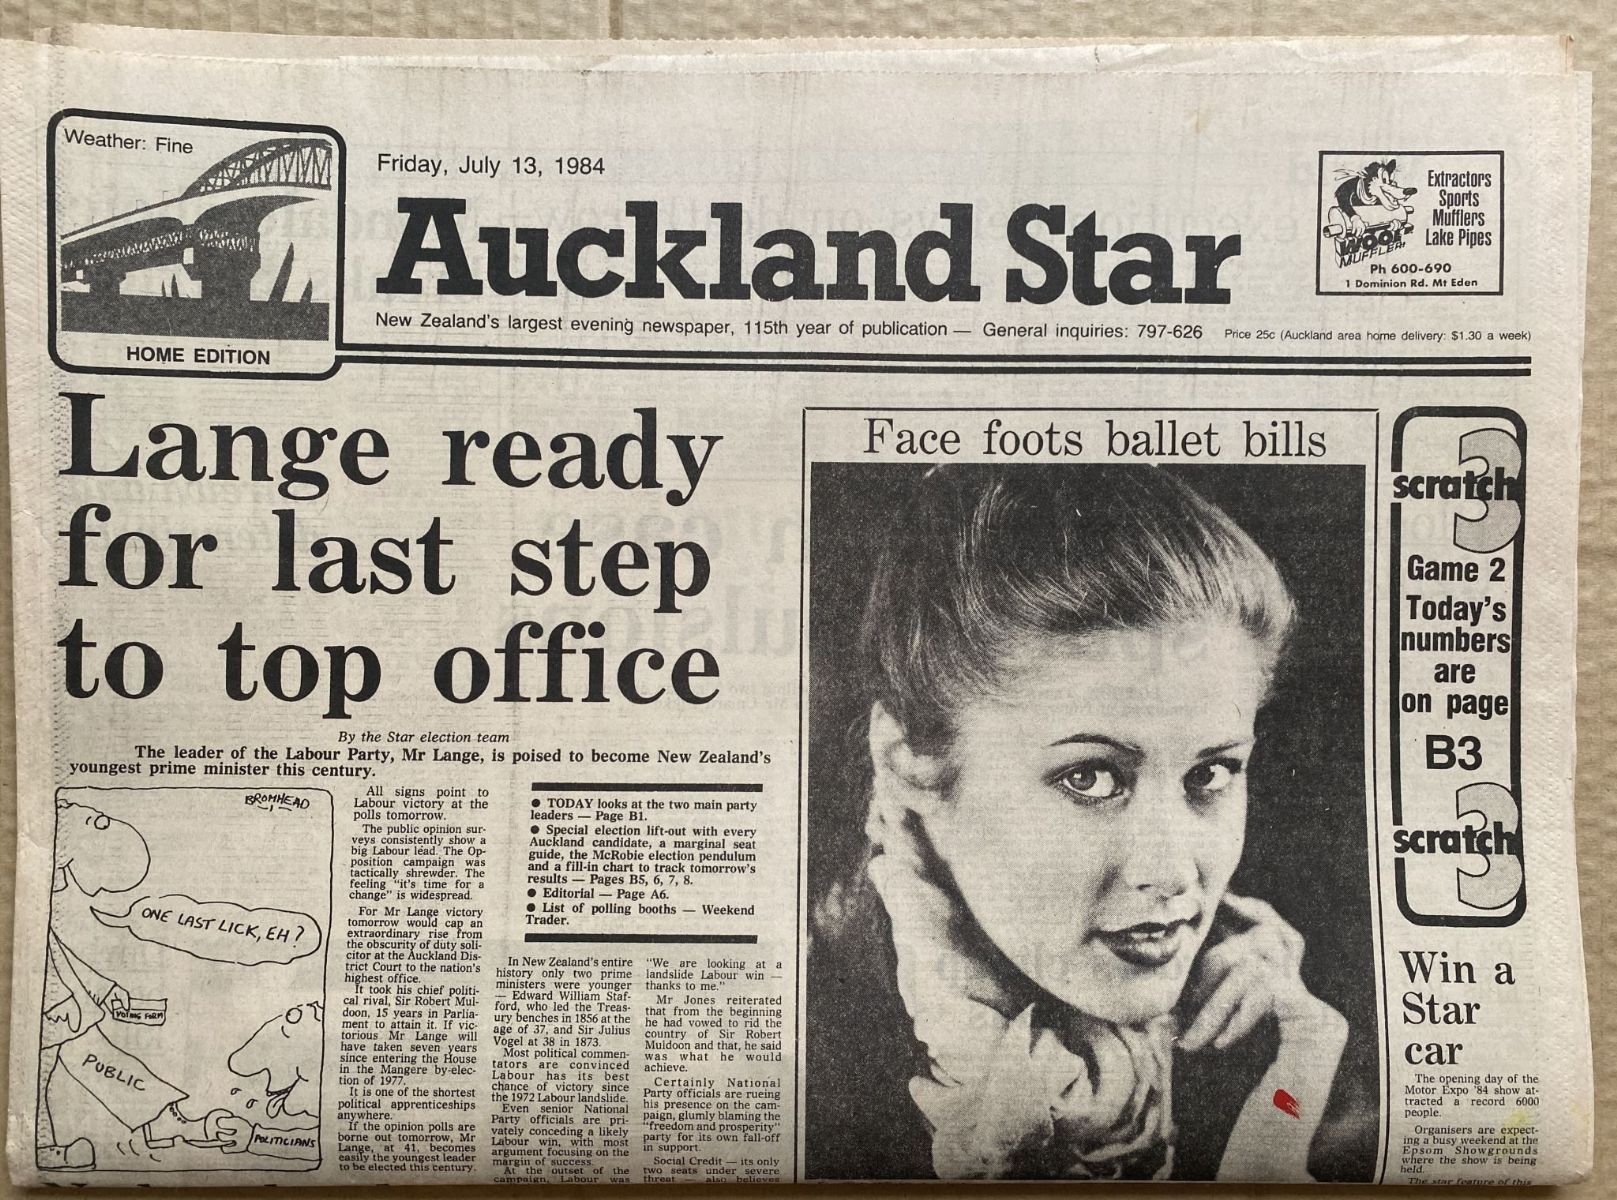 Weather: Fine
HOME EDITION
Friday, July 13, 1984
Auckland Star
New Zealand's largest evening newspaper, 115th year of publication — General inquiries: 797-626 Price 25c (Auckland area home delivery: $1.30 a week)
Extractors
Sports
Mufflers
Lake Pipes
WOOF
MUFFLER!
Ph 600-690
1 Dominion Rd. Mt Eden
Lange ready
for last step
to top office
By the Star election team
The leader of the Labour Party, Mr Lange, is poised to become New Zealand's
youngest prime minister this century.
BROMHEAD
ONE LAST LICK, EH?
VOTING FORM
PUBLIC
POLITICIANS
All signs point to
Labour victory at the
polls tomorrow.
The public opinion sur-
veys consistently show a
big Labour lead. The Op-
position campaign was
tactically shrewder. The
feeling "it's time for a
change" is widespread.
For Mr Lange victory
tomorrow would cap an
extraordinary rise from
the obscurity of duty soli-
citor at the Auckland Dis-
trict Court to the nation's
highest office.
It took his chief politi-
cal rival, Sir Robert Mul-
doon, 15 years in Parlia-
ment to attain it. If vic-
torious Mr Lange will
have taken seven years
since entering the House
in the Mangere by-elec-
tion of 1977.
It is one of the shortest
political apprenticeships
anywhere.
If the opinion polls are
borne out tomorrow, Mr
Lange, at 41, becomes
easily the youngest leader
to be elected this century.
● TODAY looks at the two main party
leaders — Page B1.
● Special election lift-out with every
Auckland candidate, a marginal seat
guide, the McRobie election pendulum
and a fill-in chart to track tomorrow's
results — Pages B5, 6, 7, 8.
● Editorial — Page A6.
● List of polling booths — Weekend
Trader.
In New Zealand's entire
history only two prime
ministers were younger
— Edward William Staf-
ford, who led the Treas-
ury benches in 1856 at the
age of 37, and Sir Julius
Vogel at 38 in 1873.
Most political commen-
tators are convinced
Labour has its best
chance of victory since
the 1972 Labour landslide.
Even senior National
Party officials are pri-
vately conceding a likely
Labour win, with most
argument focusing on the
margin of success.
At the outset of the
campaign, Labour was
"We are looking at a
landslide Labour win —
thanks to me."
Mr Jones reiterated
that from the beginning
he had vowed to rid the
country of Sir Robert
Muldoon and that, he said
was what he would
achieve.
Certainly National
Party officials are rueing
his presence on the cam-
paign, glumly blaming the
"freedom and prosperity"
party for its own fall-off
in support.
Social Credit — its only
two seats under severe
threat — also believes
Face foots ballet bills
3
scratch
Game 2
Today's
numbers
are
on page
B3
3
scratch
Win a
Star
car
The opening day of the
Motor Expo '84 show at-
tracted a record 6000
people.
Organisers are expect-
ing a busy weekend at the
Epsom Showgrounds
where the show is being
held.
The star feature of this